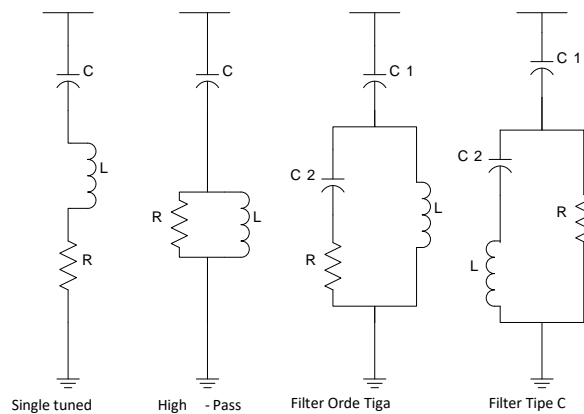 C
L
R
Single tuned
C
R
L
High - Pass
C 1
C 2
L
R
Filter Orde Tiga
C 1
C 2
R
L
Filter Tipe C